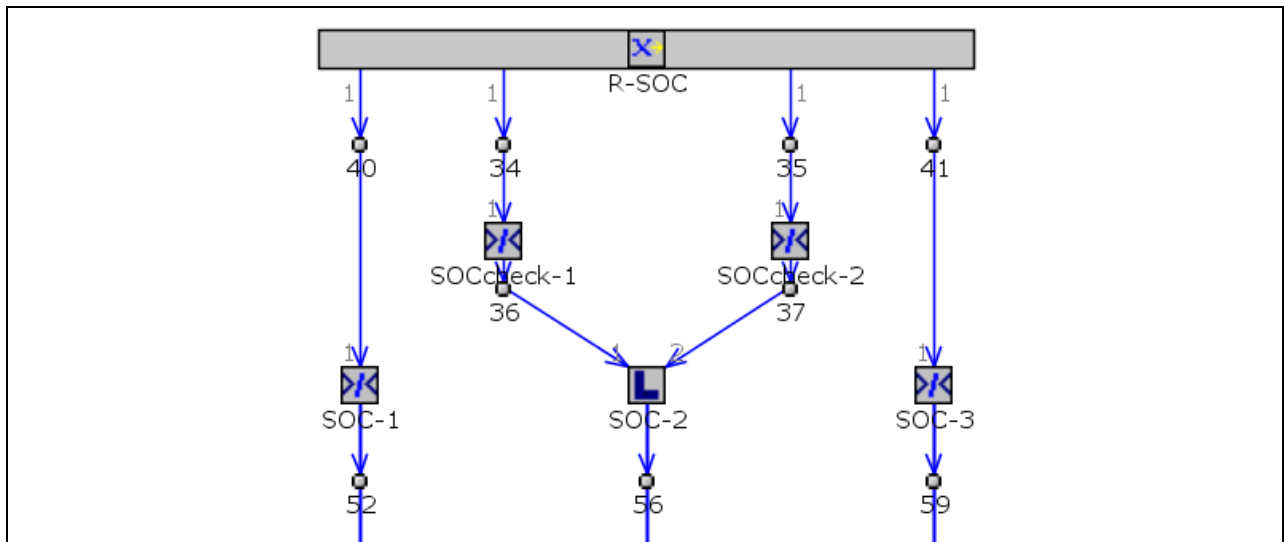 X
R-SOC
1 1 1 1
40 34 35 41
1 1
SOCcheck-1 SOCcheck-2
36 37
1 1 2 1
L
SOC-1 SOC-2 SOC-3
52 56 59